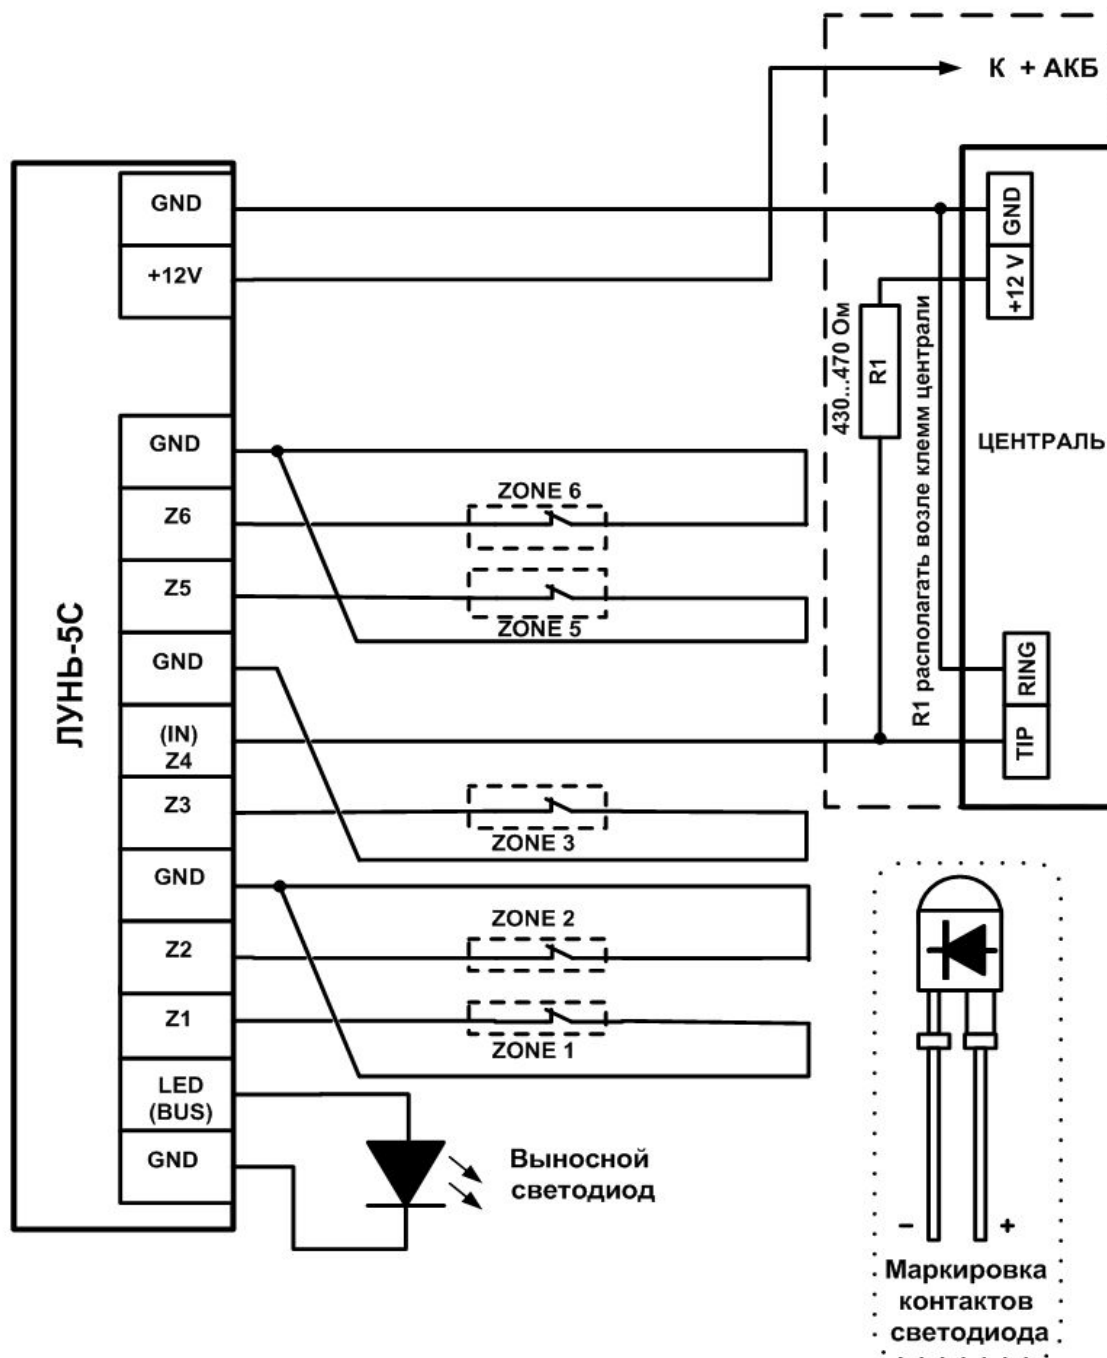 К + АКБ
GND
+12V
GND
+12 V
430...470 Ом
R1
R1 располагать возле клемм централи
ЦЕНТРАЛЬ
ЛУНЬ-5С
GND
ZONE 6
Z6
Z5
ZONE 5
GND
RING
(IN)
Z4
TIP
Z3
ZONE 3
GND
ZONE 2
Z2
Z1
ZONE 1
LED
(BUS)
GND
Выносной
светодиод
- +
Маркировка
контактов
светодиода